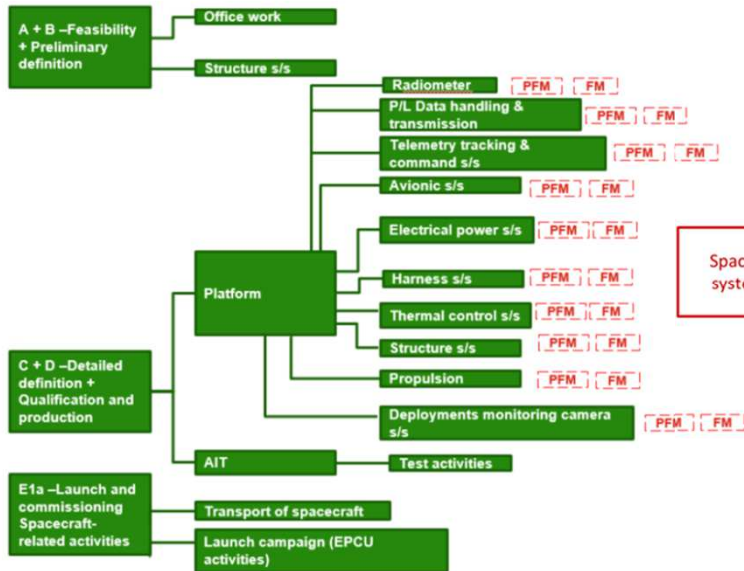 A + B –Feasibility
+ Preliminary
definition
Office work
Structure s/s
Radiometer
PFM
FM
P/L Data handling &
transmission
PFM
FM
Telemetry tracking &
command s/s
PFM
FM
Avionic s/s
PFM
FM
Electrical power s/s
PFM
FM
Platform
Harness s/s
PFM
FM
Thermal control s/s
PFM
FM
Structure s/s
PFM
FM
Propulsion
PFM
FM
Deployments monitoring camera
s/s
PFM
FM
Spac
syste
C + D –Detailed
definition +
Qualification and
production
AIT
Test activities
E1a –Launch and
commissioning
Spacecraft-
related activities
Transport of spacecraft
Launch campaign (EPCU
activities)